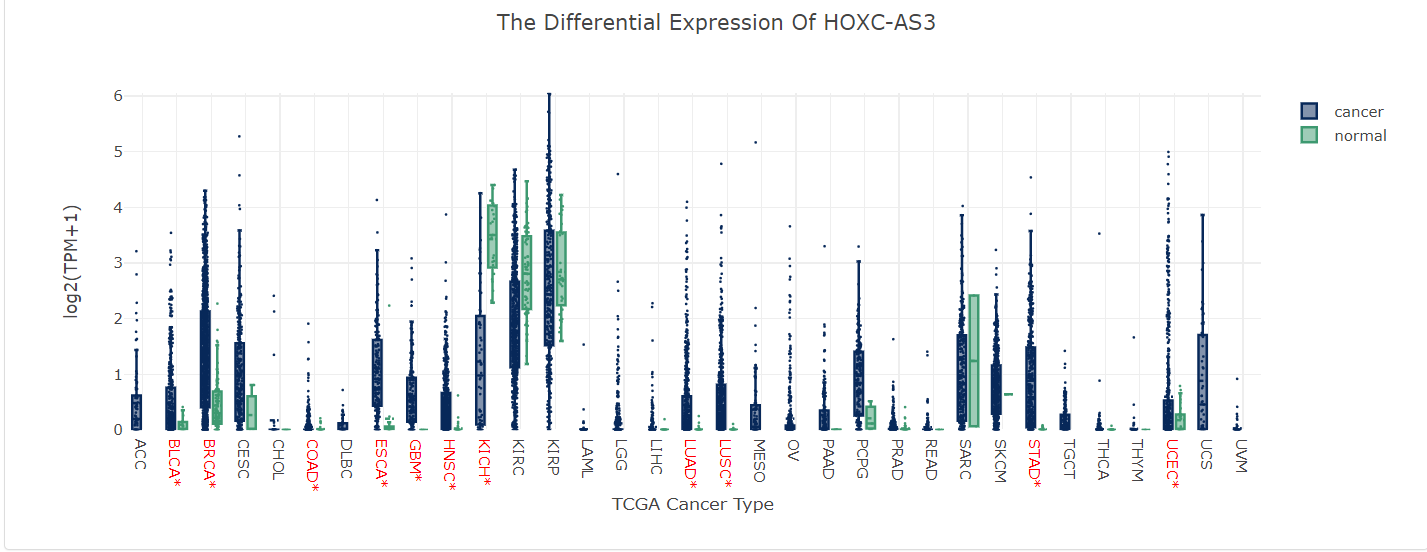 The Differential Expression Of HOXC-AS3
cancer
normal
log2(TPM+1)
6
5
4
3
2
1
0
ACC
BLCA*
BRCA*
CESC
CHOL
COAD*
DLBC
ESCA*
GBM*
HNSC*
KICH*
KIRC
KIRP
LAML
LGG
LIHC
LUAD*
LUSC*
MESO
OV
PAAD
PCPG
PRAD
READ
SARC
SKCM
STAD*
TGCT
THCA
THYM
UCEC*
UCS
UVM
TCGA Cancer Type